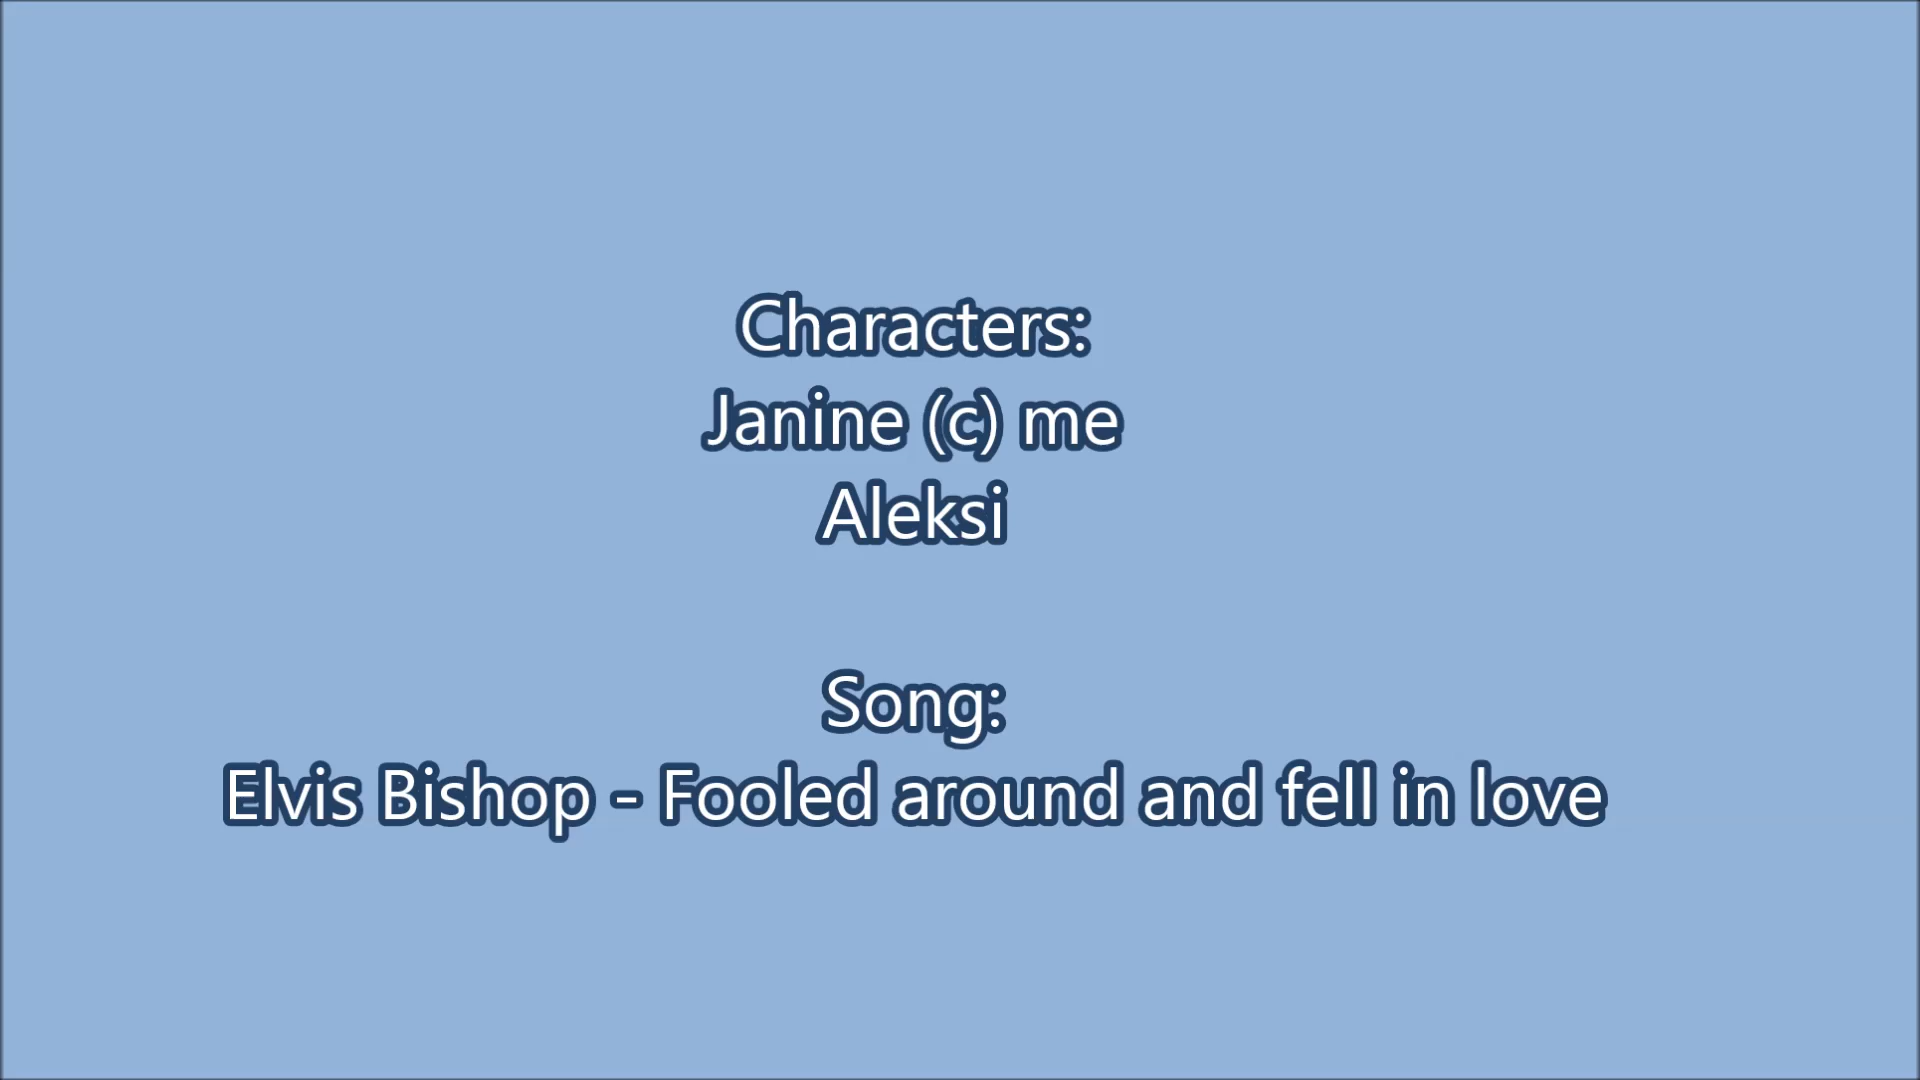 Characters:
Janine (c) me
Aleksi
Song:
Elvis Bishop - Fooled around and fell in love